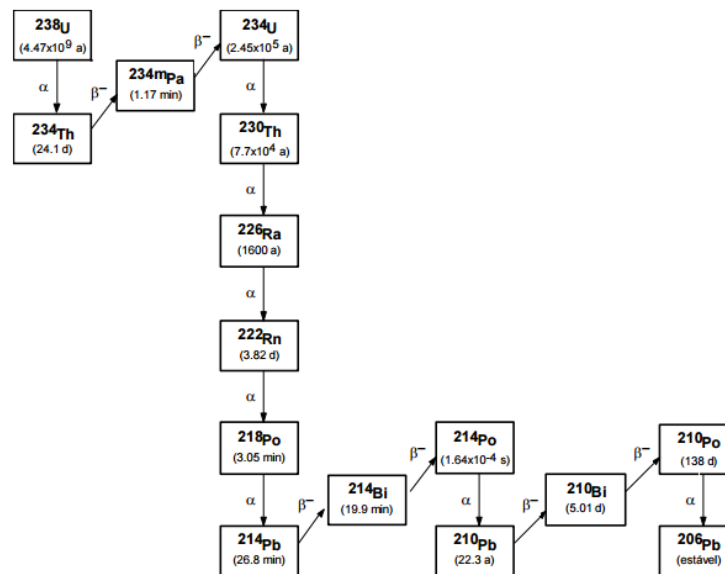 238U
(4.47x10⁹ a)
β⁻
234U
(2.45x10⁵ a)
α
β⁻
234mPa
(1.17 min)
α
234Th
(24.1 d)
230Th
(7.7x10⁴ a)
α
226Ra
(1600 a)
α
222Rn
(3.82 d)
α
218Po
(3.05 min)
β⁻
214Po
(1.64x10⁻⁴ s)
β⁻
210Po
(138 d)
α
β⁻
214Bi
(19.9 min)
α
β⁻
210Bi
(5.01 d)
α
214Pb
(26.8 min)
210Pb
(22.3 a)
206Pb
(estável)